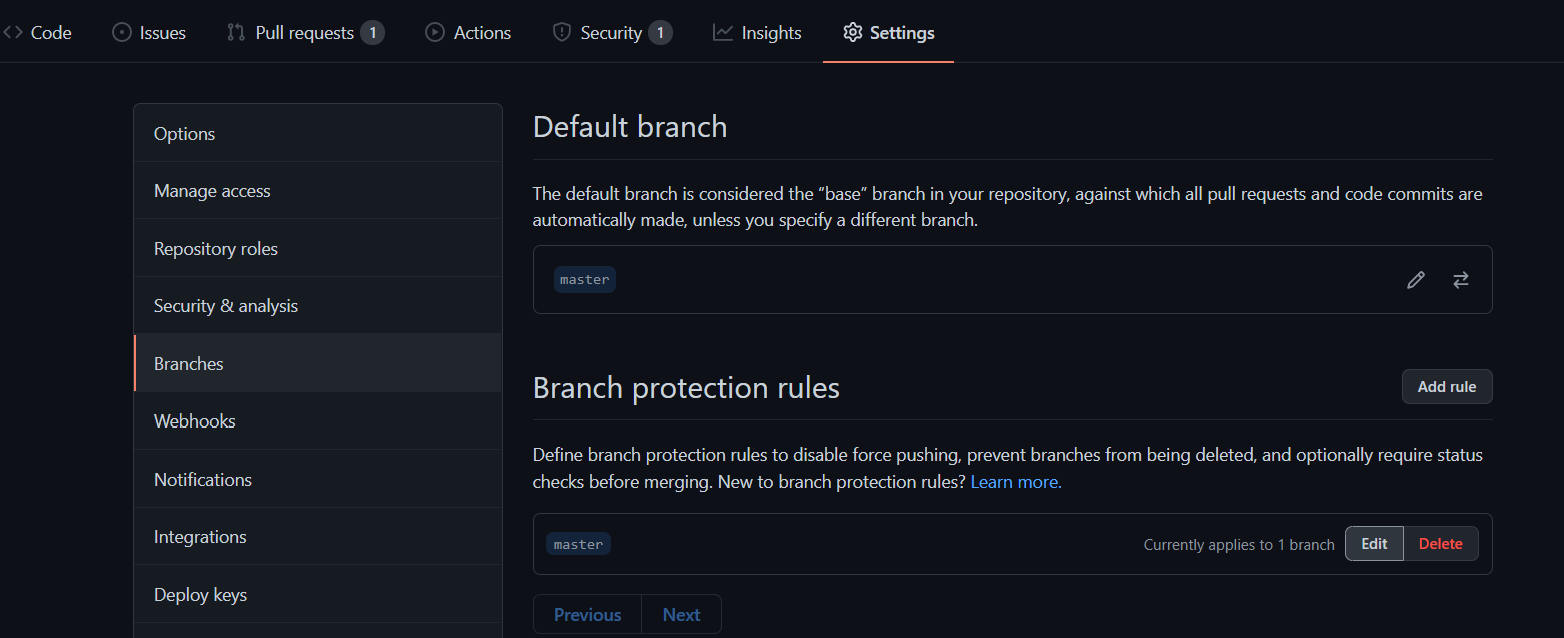 Code Issues Pull requests 1 Actions Security 1 Insights Settings
Options
Manage access
Repository roles
Security & analysis
Branches
Webhooks
Notifications
Integrations
Deploy keys
Default branch
The default branch is considered the “base” branch in your repository, against which all pull requests and code commits are
automatically made, unless you specify a different branch.
master
Branch protection rules
Add rule
Define branch protection rules to disable force pushing, prevent branches from being deleted, and optionally require status
checks before merging. New to branch protection rules? Learn more.
master Currently applies to 1 branch Edit Delete
Previous Next